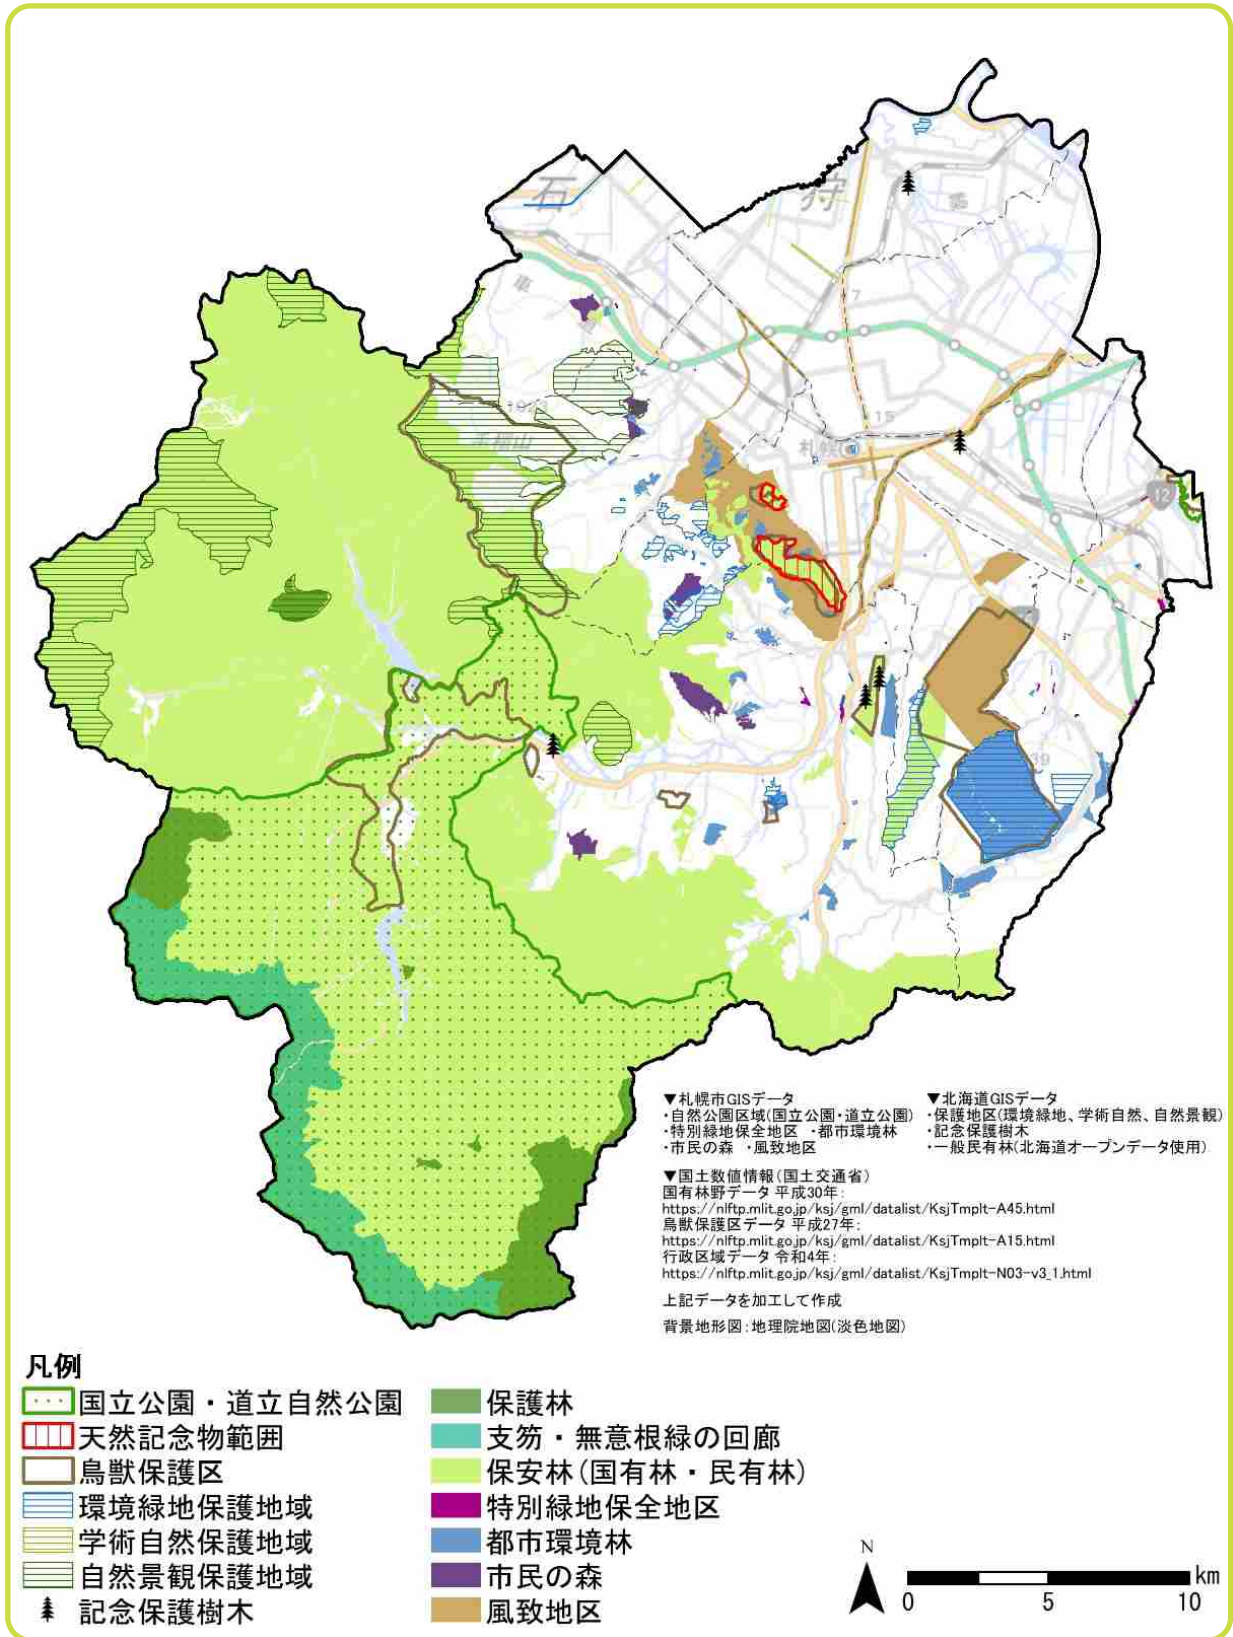 石
狩
車
1023
手稲山
札幌
7
15
12
39
▼札幌市GISデータ
・自然公園区域(国立公園・道立公園)
・特別緑地保全地区 ・都市環境林
・市民の森 ・風致地区
▼北海道GISデータ
・保護地区(環境緑地、学術自然、自然景観)
・記念保護樹木
・一般民有林(北海道オープンデータ使用)
▼国土数値情報(国土交通省)
国有林野データ 平成30年:
https://nlftp.mlit.go.jp/ksj/gml/datalist/KsjTmplt-A45.html
鳥獣保護区データ 平成27年:
https://nlftp.mlit.go.jp/ksj/gml/datalist/KsjTmplt-A15.html
行政区域データ 令和4年:
https://nlftp.mlit.go.jp/ksj/gml/datalist/KsjTmplt-N03-v3_1.html
上記データを加工して作成
背景地形図:地理院地図(淡色地図)
凡例
国立公園・道立自然公園
天然記念物範囲
鳥獣保護区
環境緑地保護地域
学術自然保護地域
自然景観保護地域
記念保護樹木
保護林
支笏・無意根緑の回廊
保安林(国有林・民有林)
特別緑地保全地区
都市環境林
市民の森
風致地区
N
km
0 5 10